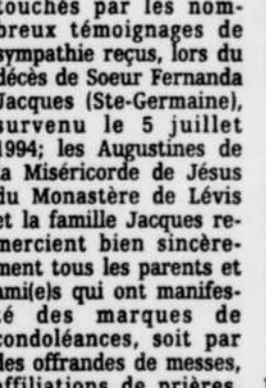 touchés par les nom-
breux témoignages de
sympathie reçus, lors du
décès de Soeur Fernanda
Jacques (Ste-Germaine),
survenu le 5 juillet
1994; les Augustines de
la Miséricorde de Jésus
du Monastère de Lévis
et la famille Jacques re-
mercient bien sincère-
ment tous les parents et
ami(e)s qui ont manifes-
té des marques de
condoléances, soit par
des offrandes de messes,
affiliations de prières,